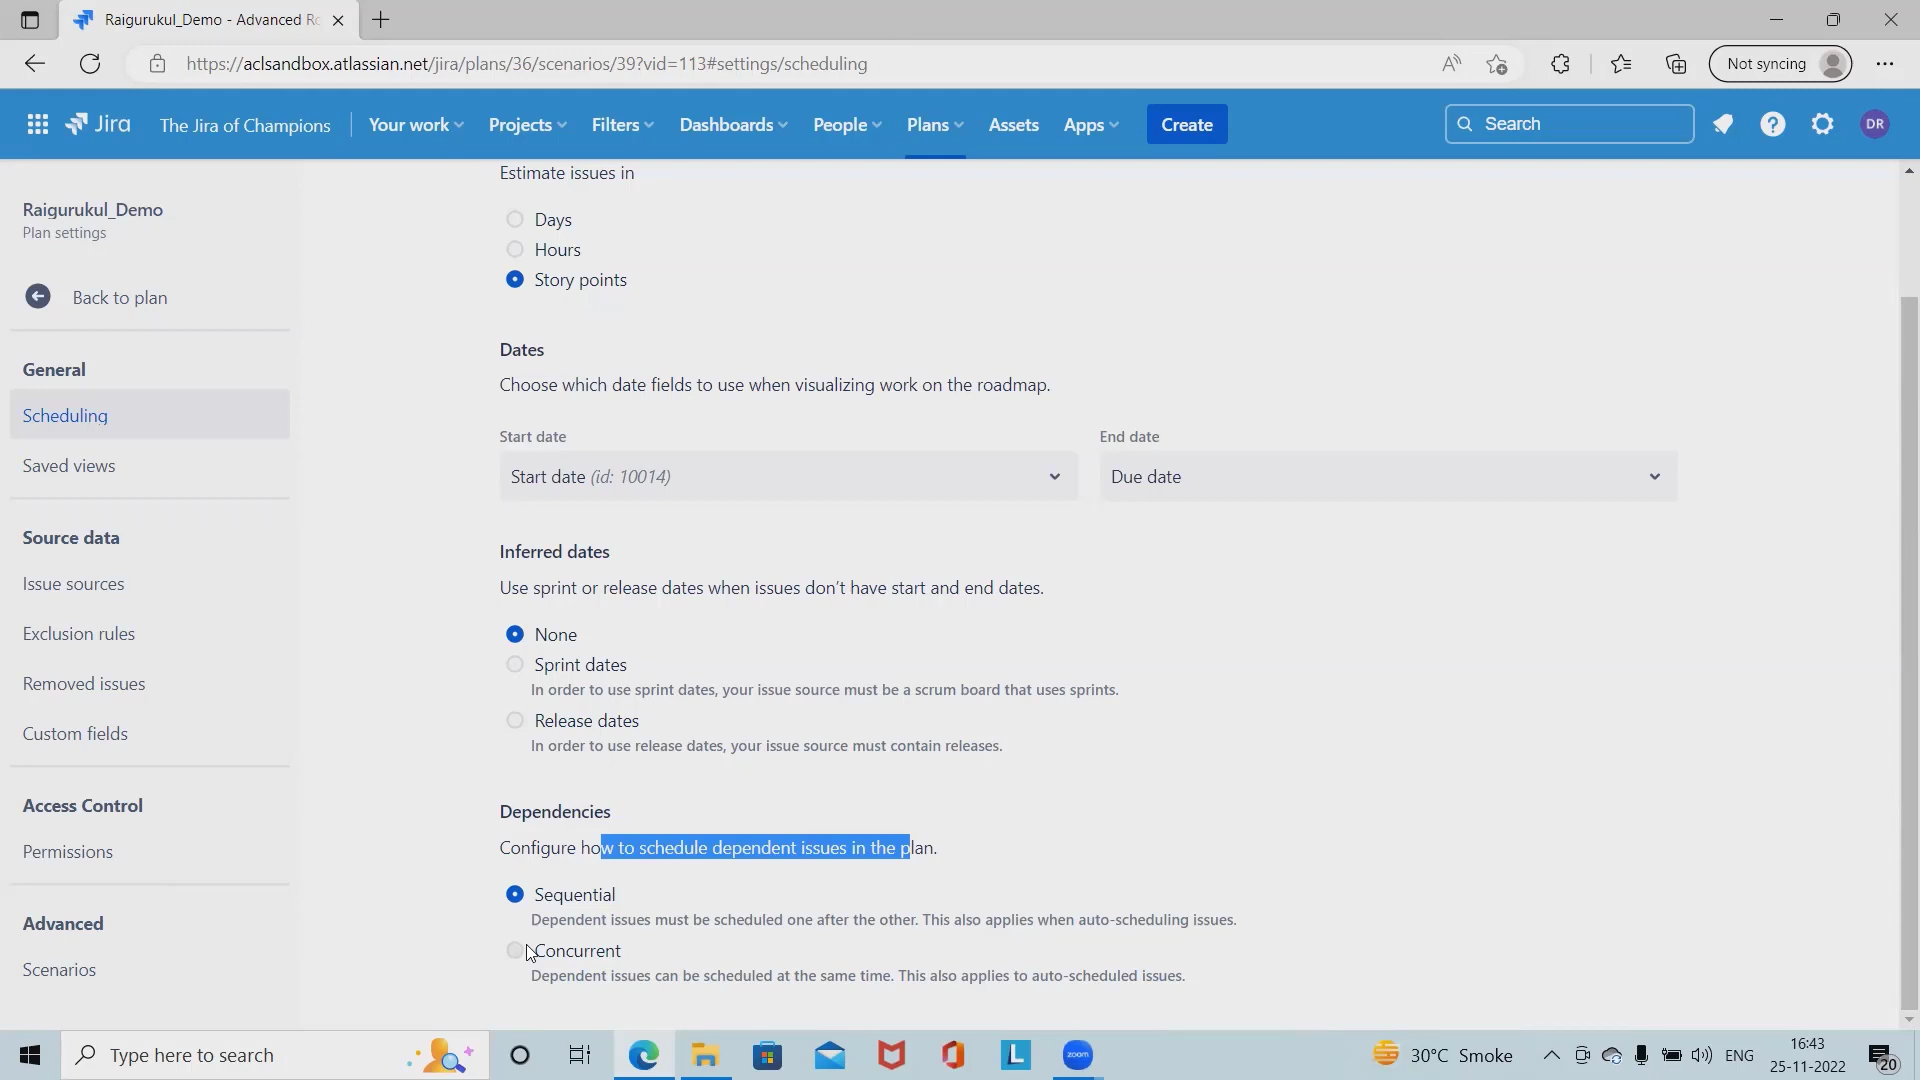 Raigurukul_Demo - Advanced Ro
https://aclsandbox.atlassian.net/jira/plans/36/scenarios/39?vid=113#settings/scheduling
Not syncing
Jira
The Jira of Champions
Your work
Projects
Filters
Dashboards
People
Plans
Assets
Apps
Create
Search
DR
Raigurukul_Demo
Plan settings
Back to plan
General
Scheduling
Saved views
Source data
Issue sources
Exclusion rules
Removed issues
Custom fields
Access Control
Permissions
Advanced
Scenarios
Estimate issues in
Days
Hours
Story points
Dates
Choose which date fields to use when visualizing work on the roadmap.
Start date
End date
Start date (id: 10014)
Due date
Inferred dates
Use sprint or release dates when issues don't have start and end dates.
None
Sprint dates
In order to use sprint dates, your issue source must be a scrum board that uses sprints.
Release dates
In order to use release dates, your issue source must contain releases.
Dependencies
Configure how to schedule dependent issues in the plan.
Sequential
Dependent issues must be scheduled one after the other. This also applies when auto-scheduling issues.
Concurrent
Dependent issues can be scheduled at the same time. This also applies to auto-scheduled issues.
Type here to search
L
zoom
30°C Smoke
ENG
16:43
25-11-2022
20